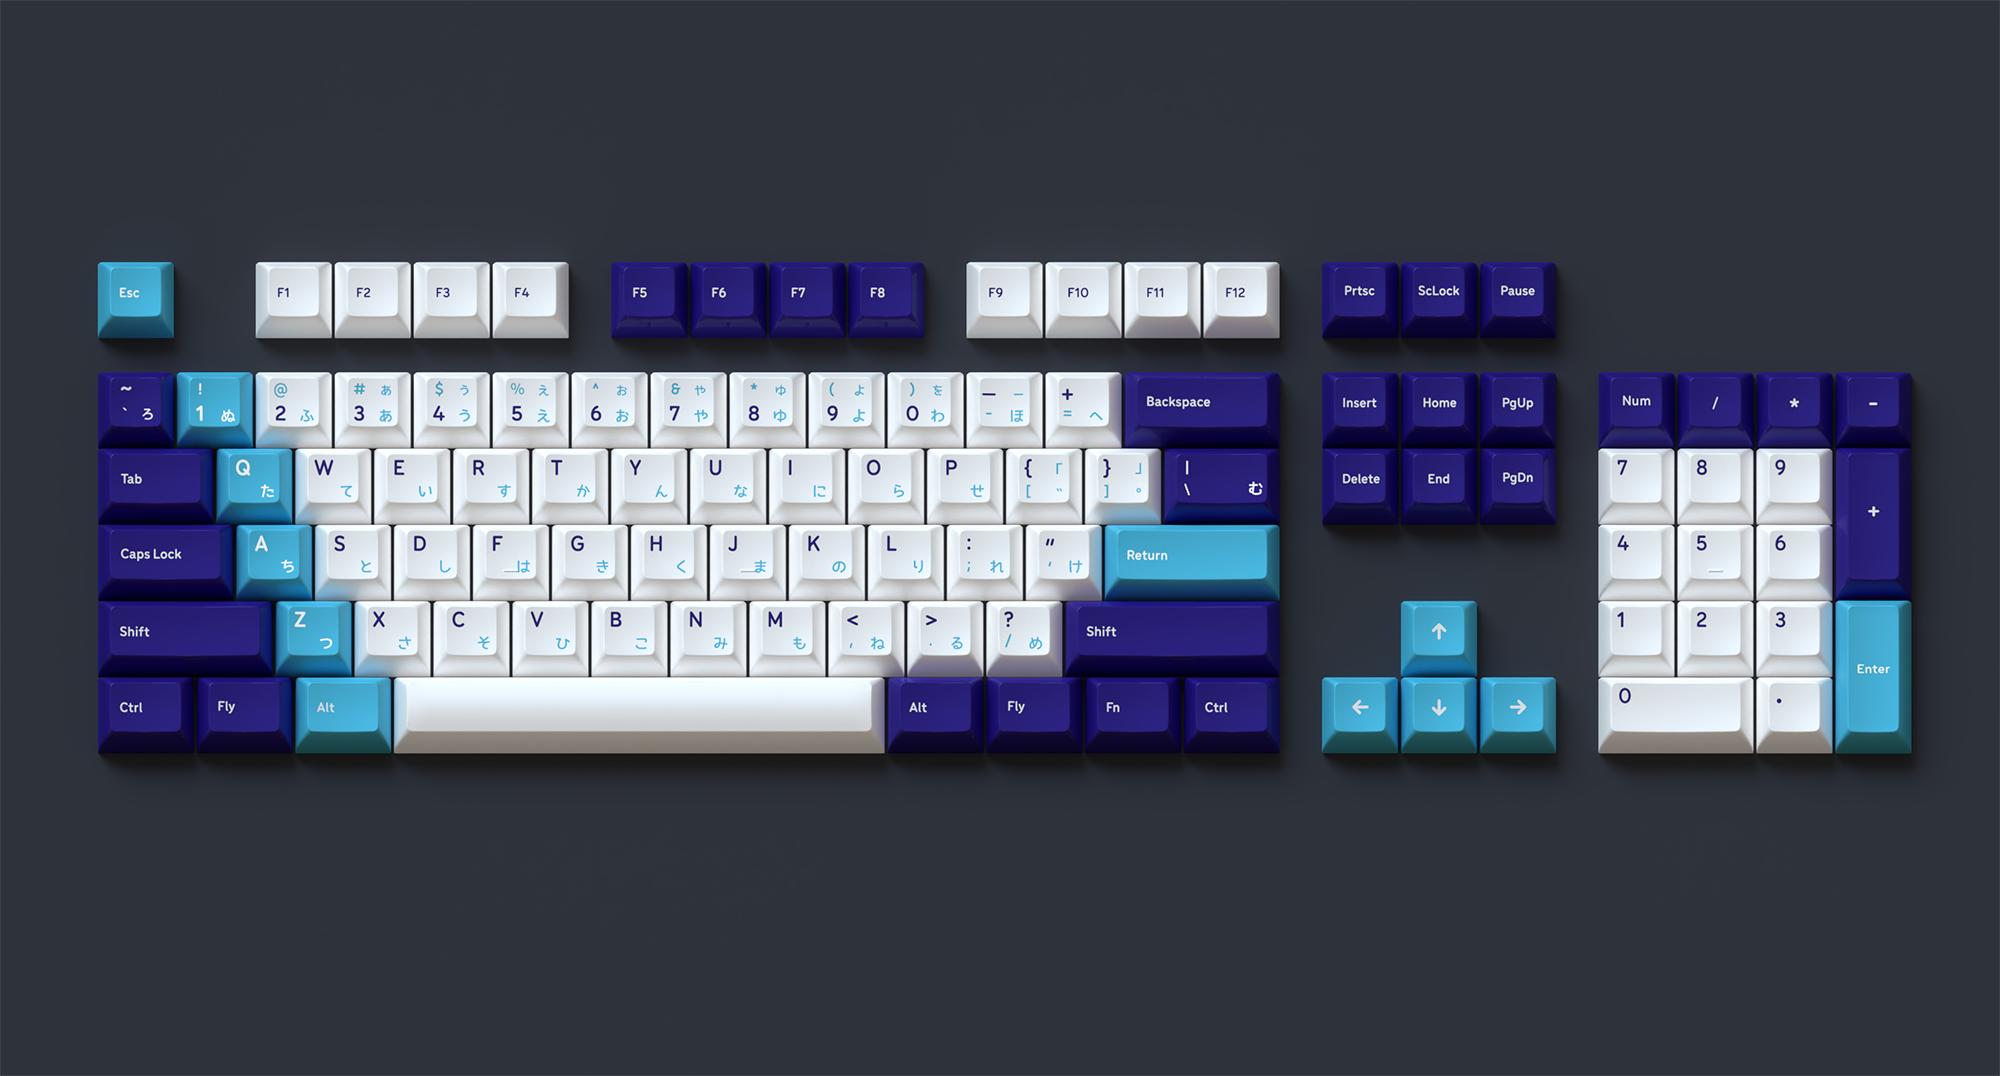 Esc F1 F2 F3 F4 F5 F6 F7 F8 F9 F10 F11 F12 Prtsc ScLock Pause
~ ! @ # あ $ ぅ % ぇ ^ ぉ & ゃ * ゅ ( ょ ) を — — + Backspace Insert Home PgUp Num / * -
` ろ 1 ぬ 2 ふ 3 あ 4 う 5 え 6 お 7 や 8 ゆ 9 よ 0 わ - ほ = へ
Tab Q W E R T Y U I O P { 「 } 」 | Delete End PgDn 7 8 9 +
た て い す か ん な に ら せ [ ゛ ] ゜ \ む
Caps Lock A S D F G H J K L : " Return 4 5 6
ち と し は き く ま の り ; れ ' け
Shift Z X C V B N M < > ? Shift ↑ 1 2 3 Enter
つ さ そ ひ こ み も , ね . る / め
Ctrl Fly Alt Alt Fly Fn Ctrl ← ↓ → 0 .